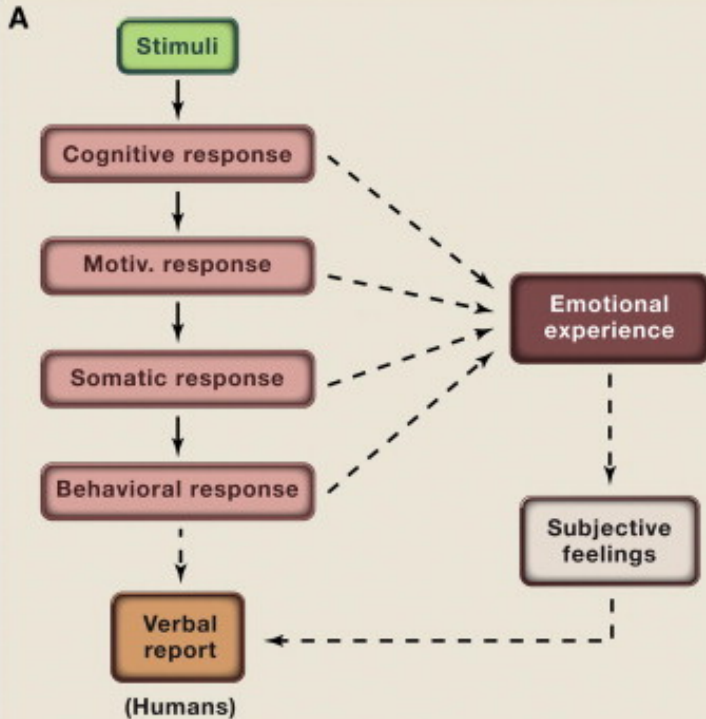 A
Stimuli
Cognitive response
Motiv. response
Emotional
experience
Somatic response
Behavioral response
Subjective
feelings
Verbal
report
(Humans)